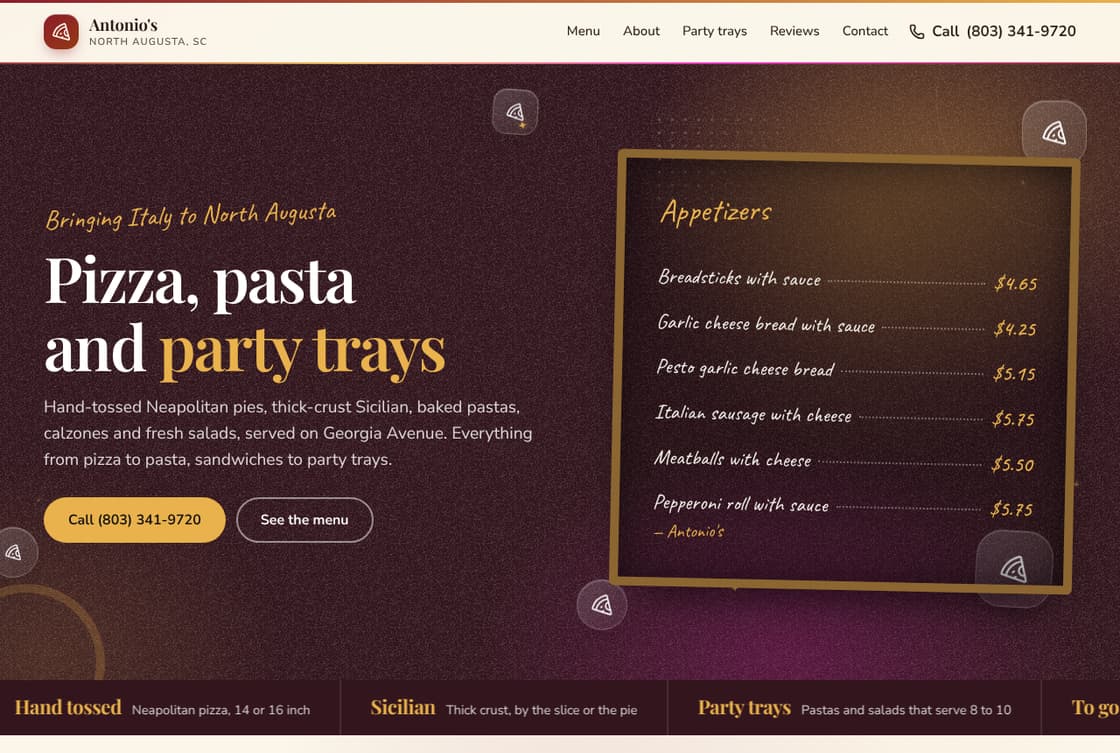 Antonio's
NORTH AUGUSTA, SC
Menu About Party trays Reviews Contact Call (803) 341-9720
Bringing Italy to North Augusta
Pizza, pasta
and party trays
Hand-tossed Neapolitan pies, thick-crust Sicilian, baked pastas,
calzones and fresh salads, served on Georgia Avenue. Everything
from pizza to pasta, sandwiches to party trays.
Call (803) 341-9720 See the menu
Appetizers
Breadsticks with sauce $4.65
Garlic cheese bread with sauce $4.25
Pesto garlic cheese bread $5.15
Italian sausage with cheese $5.75
Meatballs with cheese $5.50
Pepperoni roll with sauce $5.75
– Antonio's
Hand tossed Neapolitan pizza, 14 or 16 inch Sicilian Thick crust, by the slice or the pie Party trays Pastas and salads that serve 8 to 10 To go